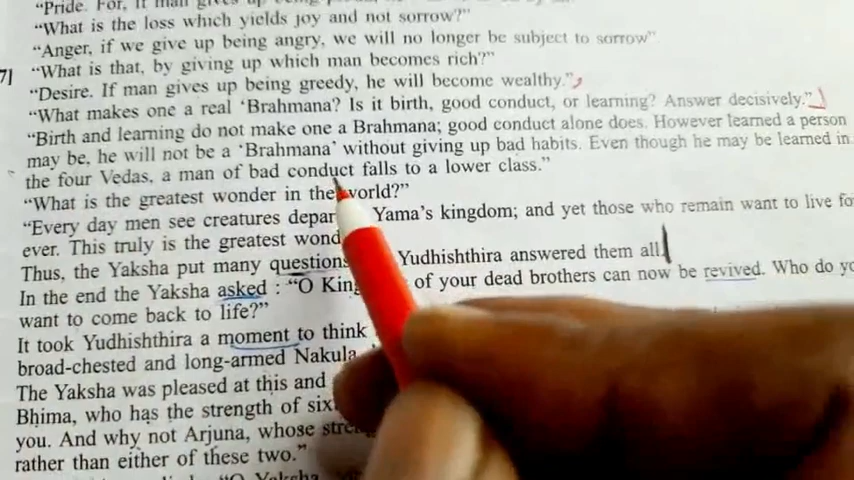 "Pride. For, if man gives up being
"What is the loss which yields joy and not sorrow?"
"Anger, if we give up being angry, we will no longer be subject to sorrow"
7] "What is that, by giving up which man becomes rich?"
"Desire. If man gives up being greedy, he will become wealthy."
"What makes one a real 'Brahmana? Is it birth, good conduct, or learning? Answer decisively."
"Birth and learning do not make one a Brahmana; good conduct alone does. However learned a person
may be, he will not be a 'Brahmana' without giving up bad habits. Even though he may be learned in
the four Vedas, a man of bad conduct falls to a lower class."
"What is the greatest wonder in the world?"
"Every day men see creatures depar Yama's kingdom; and yet those who remain want to live fo
ever. This truly is the greatest wond
Thus, the Yaksha put many questions Yudhishthira answered them all
In the end the Yaksha asked : "O King of your dead brothers can now be revived. Who do yo
want to come back to life?"
It took Yudhishthira a moment to think
broad-chested and long-armed Nakula
The Yaksha was pleased at this and
Bhima, who has the strength of six
you. And why not Arjuna, whose stre
rather than either of these two."
"O Yaksha